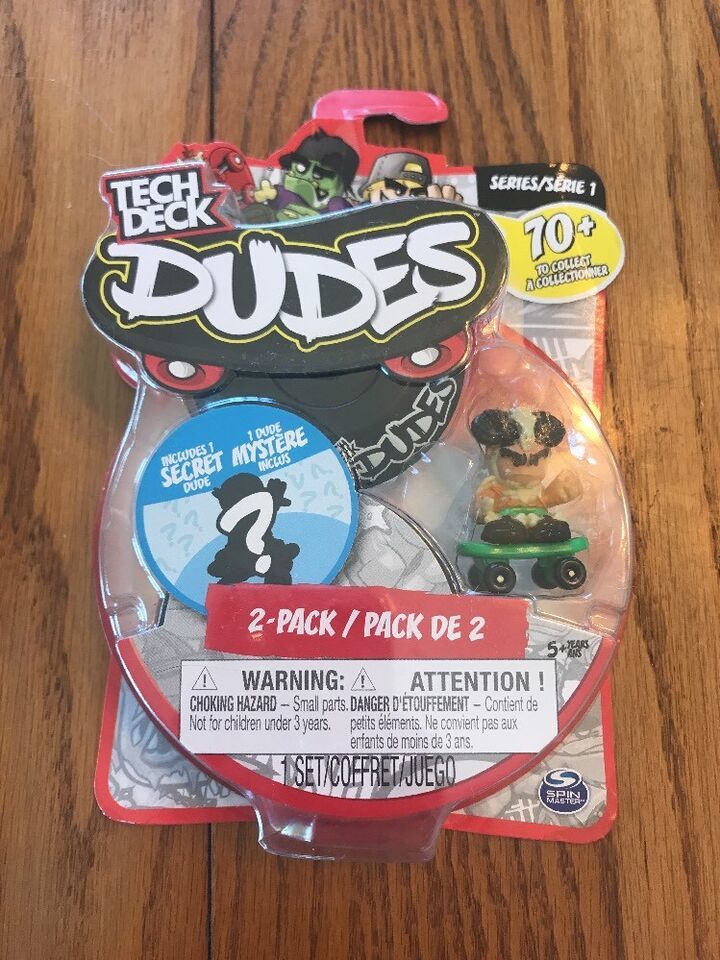 TECH
DECK
DUDES
SERIES/SÉRIE 1
70+
TO COLLECT
À COLLECTIONNER
DUDES
INCLUDES 1
SECRET
DUDE
1 DUDE
MYSTÈRE
INCLUS
?
2-PACK / PACK DE 2
5+ YEARS
ANS
WARNING:
CHOKING HAZARD – Small parts.
Not for children under 3 years.
ATTENTION !
DANGER D'ÉTOUFFEMENT – Contient de
petits éléments. Ne convient pas aux
enfants de moins de 3 ans.
1 SET/COFFRET/JUEGO
SPIN
MASTER